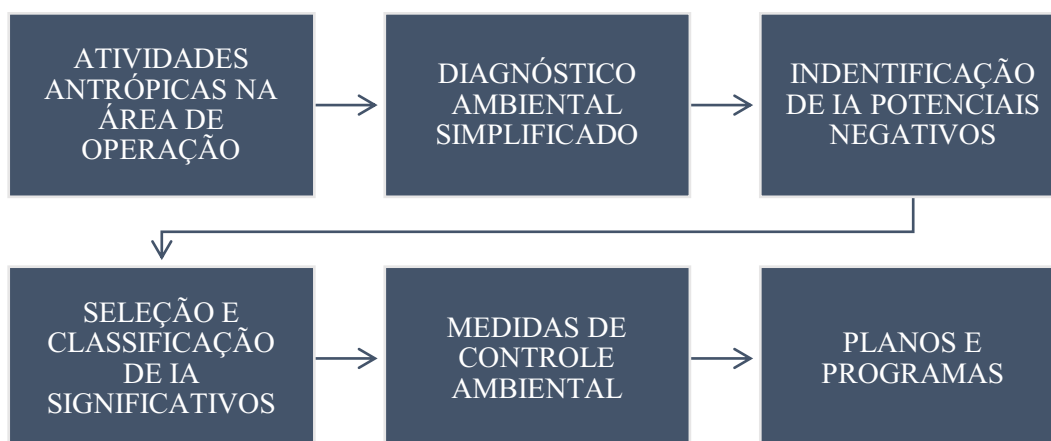 ATIVIDADES
ANTRÓPICAS NA
ÁREA DE
OPERAÇÃO
DIAGNÓSTICO
AMBIENTAL
SIMPLIFICADO
INDENTIFICAÇÃO
DE IA POTENCIAIS
NEGATIVOS
SELEÇÃO E
CLASSIFICAÇÃO
DE IA
SIGNIFICATIVOS
MEDIDAS DE
CONTROLE
AMBIENTAL
PLANOS E
PROGRAMAS